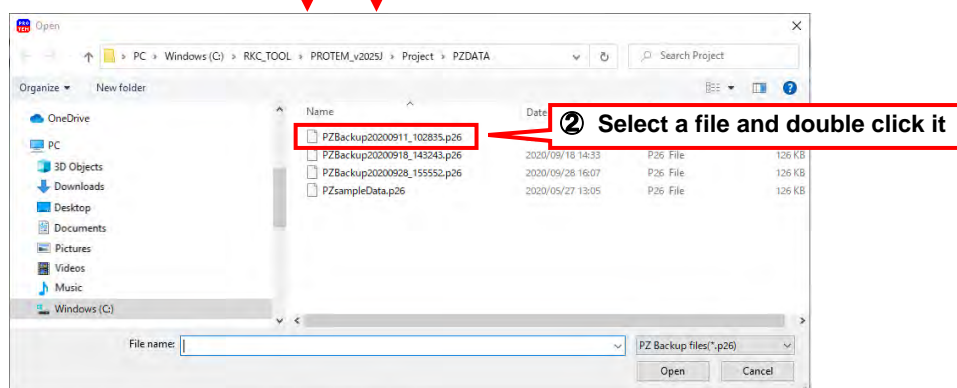 PRO
TEM
Open
PC > Windows (C:) > RKC_TOOL > PROTEM_v2025J > Project > PZDATA
Search Project
Organize
New folder
OneDrive
PC
3D Objects
Downloads
Desktop
Documents
Pictures
Videos
Music
Windows (C:)
Name
Date
PZBackup20200911_102835.p26
② Select a file and double click it
PZBackup20200918_143243.p26 2020/09/18 14:33 P26 File 126 KB
PZBackup20200928_155552.p26 2020/09/28 16:07 P26 File 126 KB
PZsampleData.p26 2020/05/27 13:05 P26 File 126 KB
File name:
PZ Backup files(*.p26)
Open
Cancel